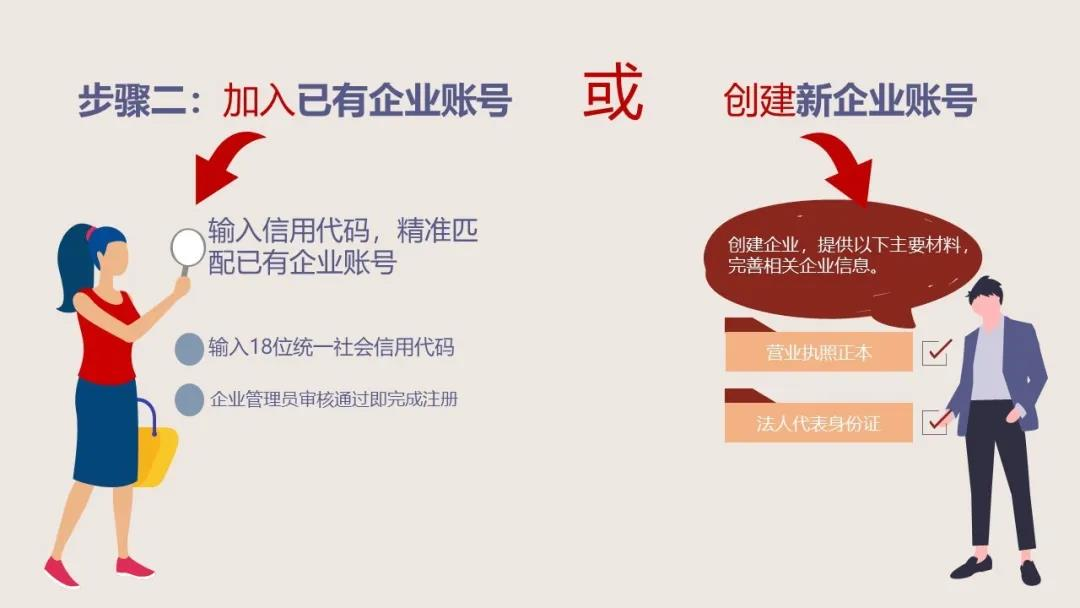 步骤二：加入已有企业账号
或
创建新企业账号
输入信用代码，精准匹
配已有企业账号
输入18位统一社会信用代码
企业管理员审核通过即完成注册
创建企业，提供以下主要材料，
完善相关企业信息。
营业执照正本
法人代表身份证